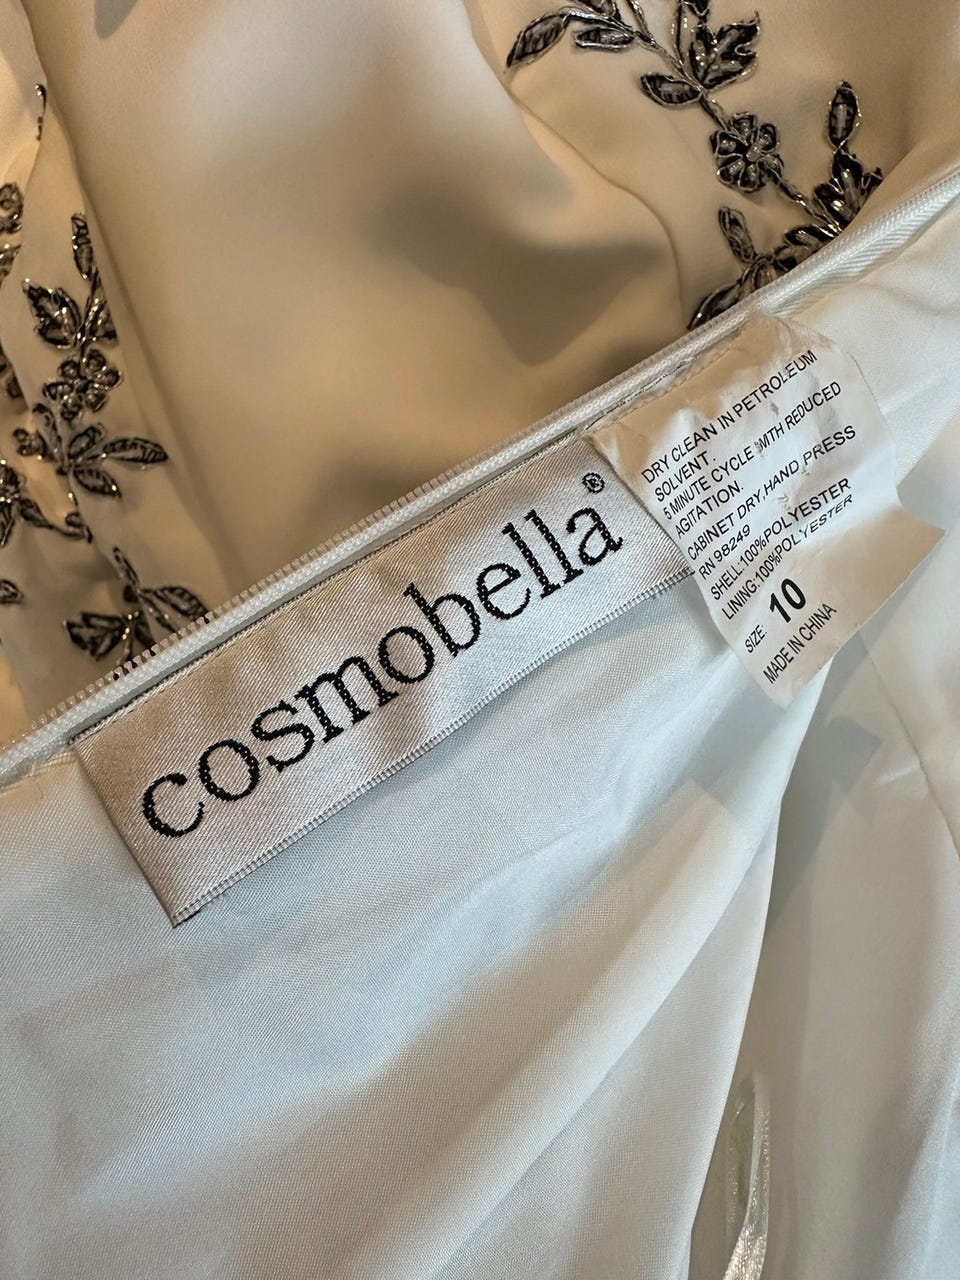 cosmobella®
DRY CLEAN IN PETROLEUM
SOLVENT.
5 MINUTE CYCLE WITH REDUCED
AGITATION.
CABINET DRY,HAND PRESS
RN 98249
SHELL:100%POLYESTER
LINING:100%POLYESTER
SIZE: 10
MADE IN CHINA